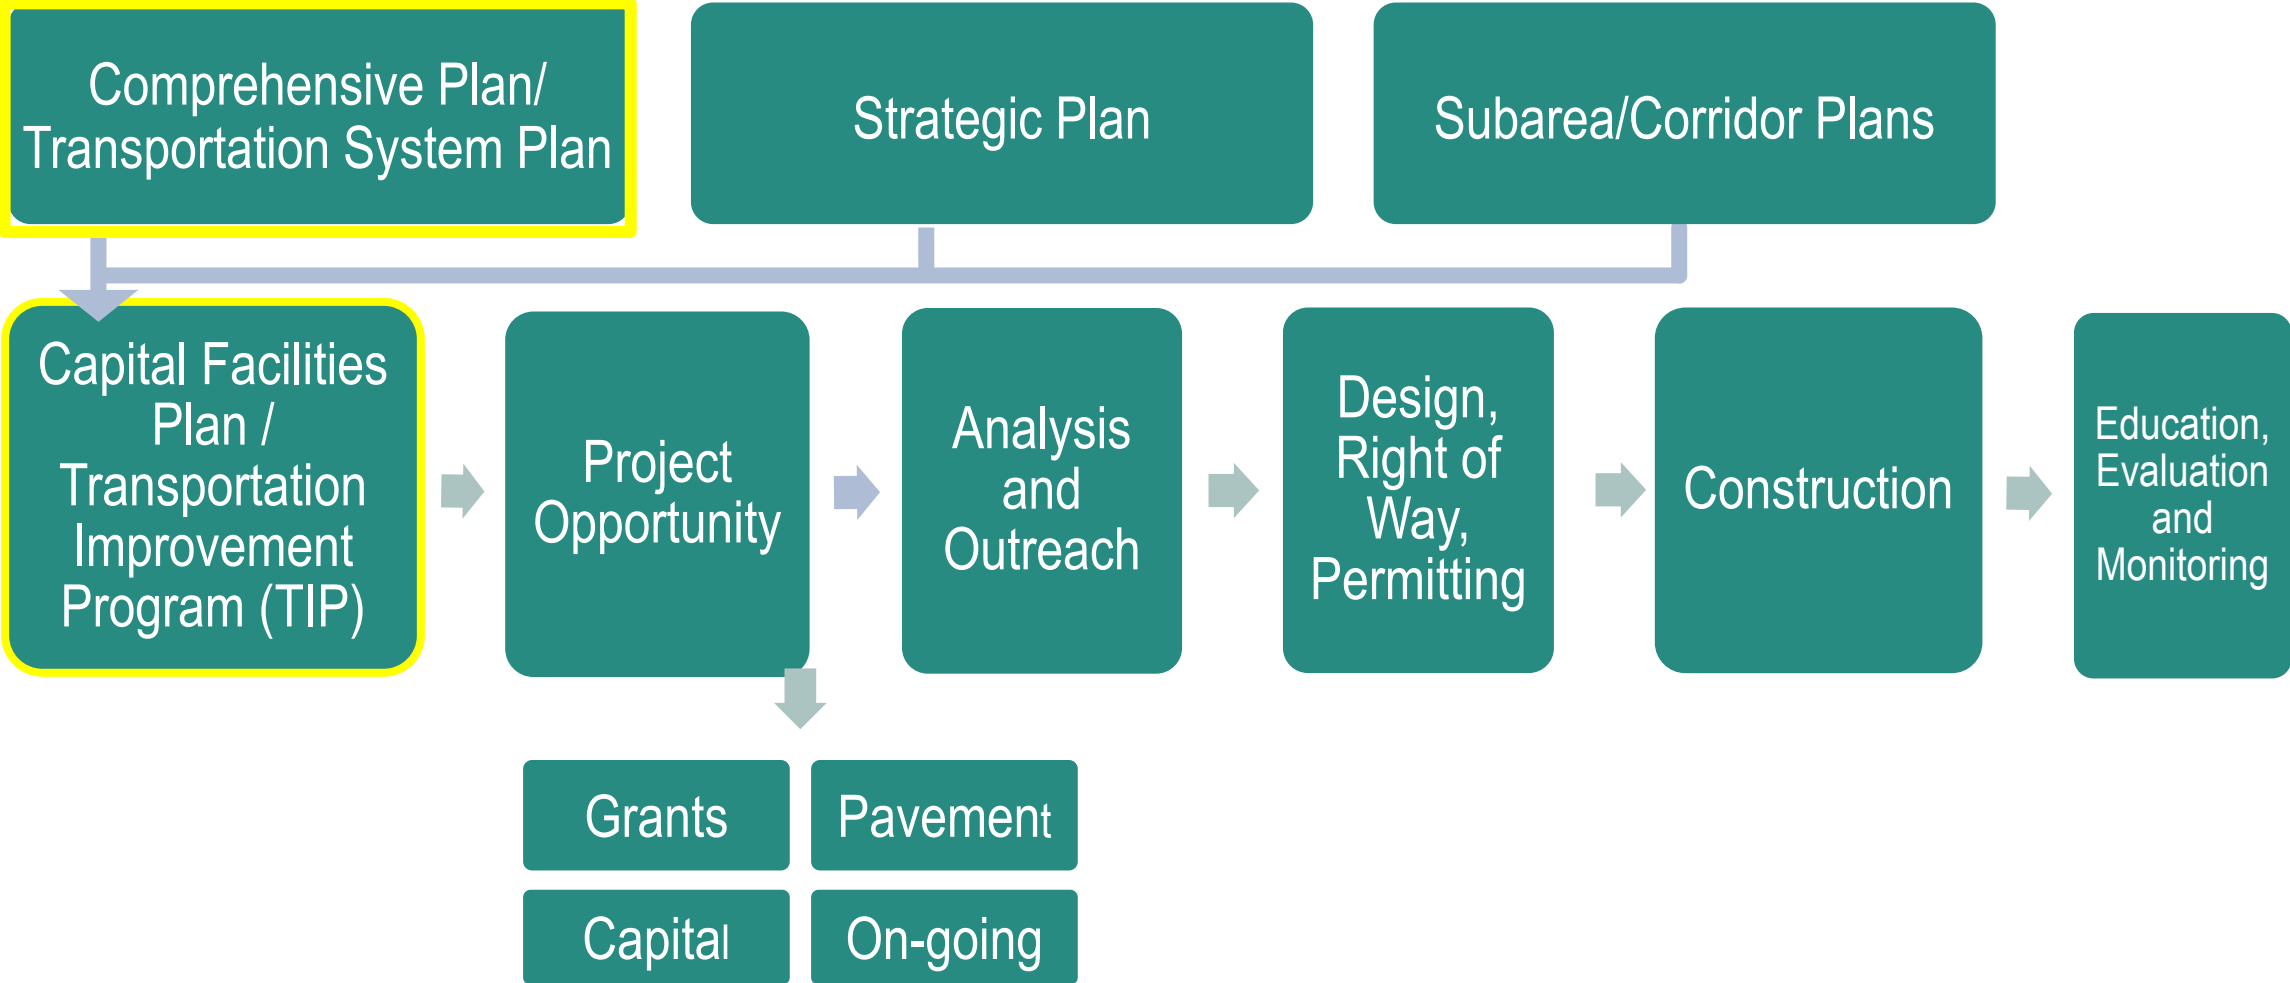 Comprehensive Plan/
Transportation System Plan
Strategic Plan
Subarea/Corridor Plans
Capital Facilities
Plan /
Transportation
Improvement
Program (TIP)
Project
Opportunity
Analysis
and
Outreach
Design,
Right of
Way,
Permitting
Construction
Education,
Evaluation
and
Monitoring
Grants
Pavement
Capital
On-going